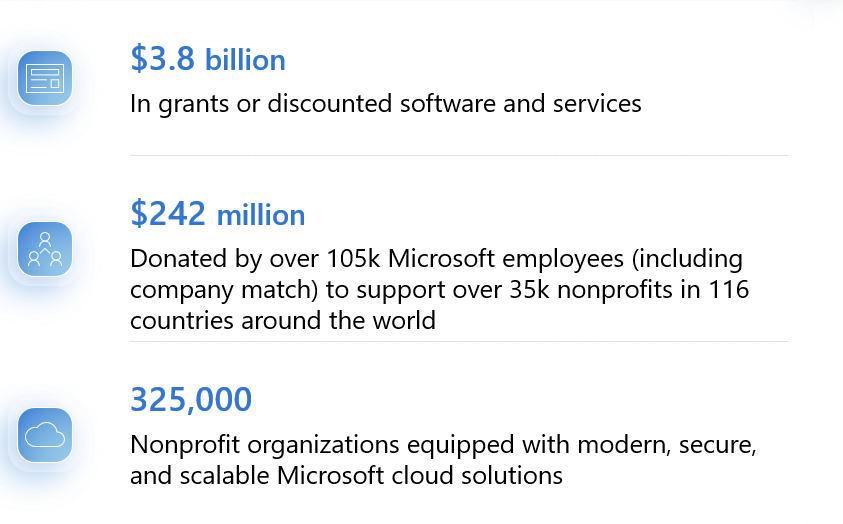 $3.8 billion
In grants or discounted software and services
$242 million
Donated by over 105k Microsoft employees (including
company match) to support over 35k nonprofits in 116
countries around the world
325,000
Nonprofit organizations equipped with modern, secure,
and scalable Microsoft cloud solutions